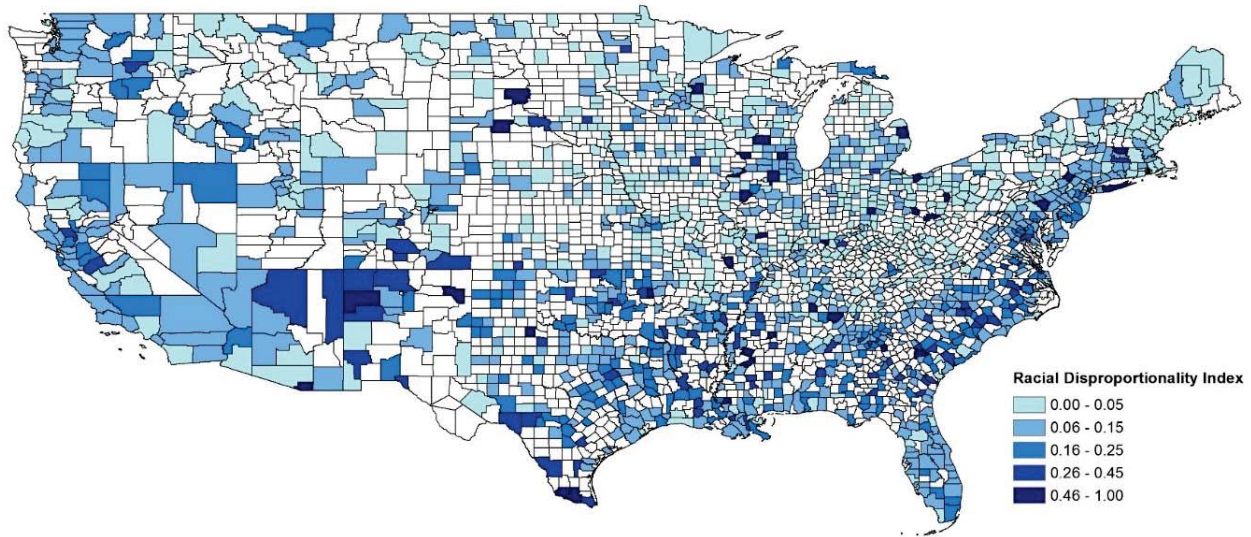 Racial Disproportionality Index
0.00 - 0.05
0.06 - 0.15
0.16 - 0.25
0.26 - 0.45
0.46 - 1.00